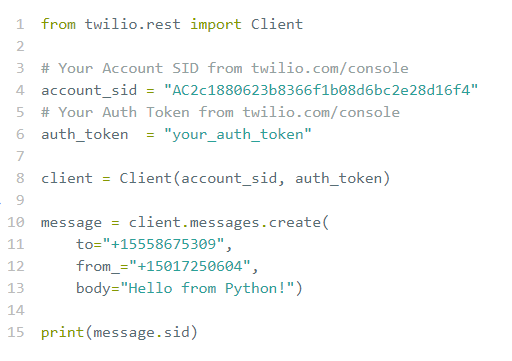 1 from twilio.rest import Client
2
3 # Your Account SID from twilio.com/console
4 account_sid = "AC2c1880623b8366f1b08d6bc2e28d16f4"
5 # Your Auth Token from twilio.com/console
6 auth_token  = "your_auth_token"
7
8 client = Client(account_sid, auth_token)
9
10 message = client.messages.create(
11     to="+15558675309",
12     from_="+15017250604",
13     body="Hello from Python!")
14
15 print(message.sid)